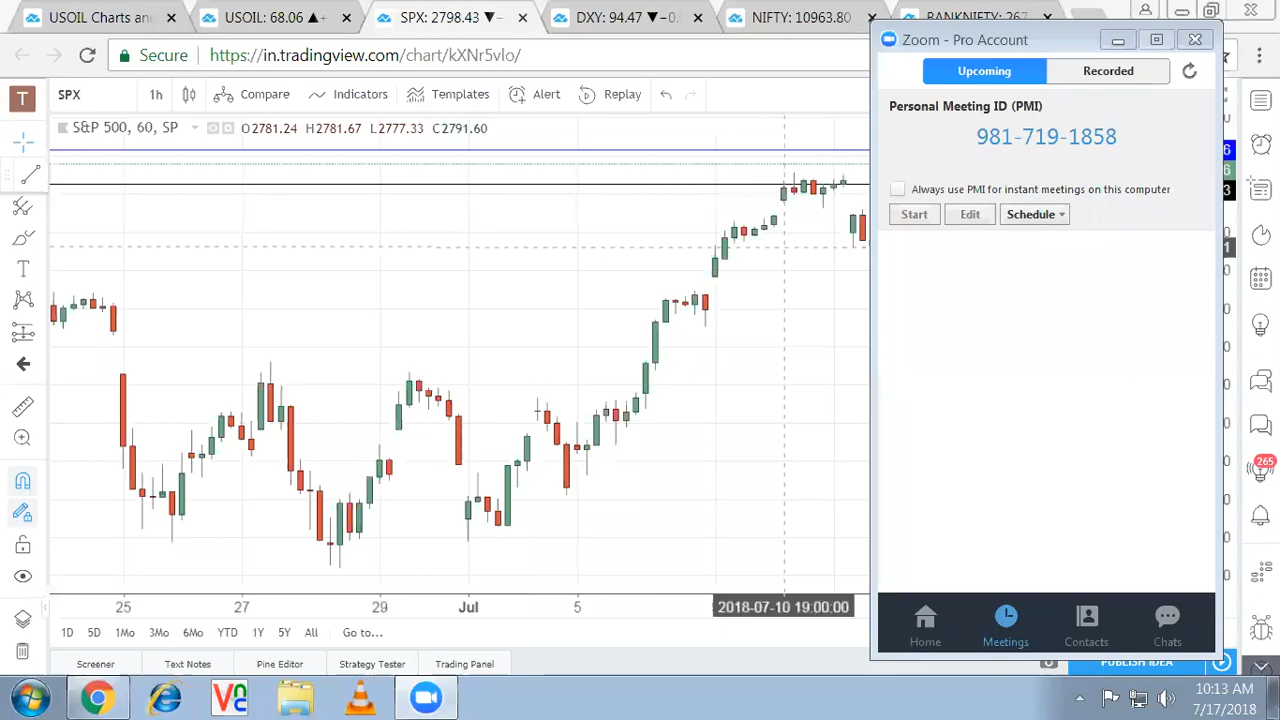 USOIL Charts and
USOIL: 68.06 ▲+
SPX: 2798.43 ▼−
DXY: 94.47 ▼−0.
NIFTY: 10963.80
BANKNIFTY: 267
Secure
https://in.tradingview.com/chart/kXNr5vlo/
T
SPX
1h
Compare
Indicators
Templates
Alert
Replay
S&P 500, 60, SP
O2781.24 H2781.67 L2777.33 C2791.60
Zoom - Pro Account
Upcoming
Recorded
Personal Meeting ID (PMI)
981-719-1858
Always use PMI for instant meetings on this computer
Start
Edit
Schedule
Home
Meetings
Contacts
Chats
265
25
27
29
Jul
5
2018-07-10 19:00:00
1D 5D 1Mo 3Mo 6Mo YTD 1Y 5Y All Go to...
Screener
Text Notes
Pine Editor
Strategy Tester
Trading Panel
PUBLISH IDEA
10:13 AM
7/17/2018